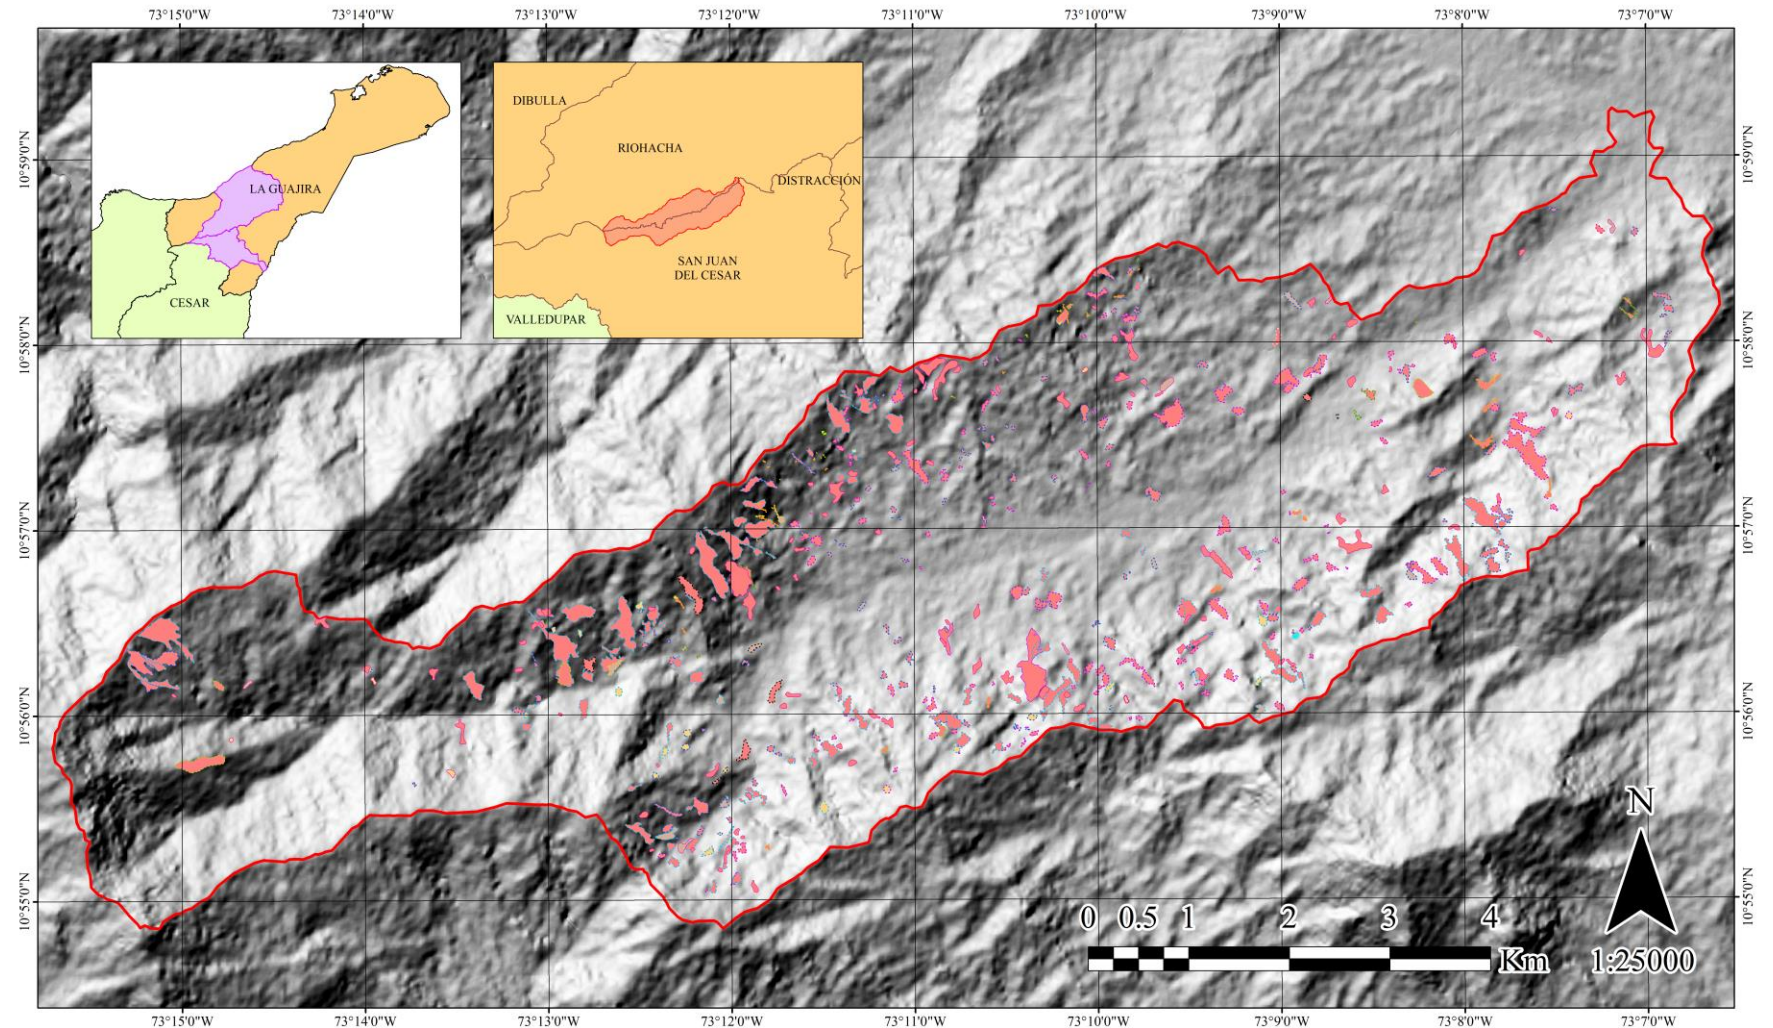 73°15'0"W 73°14'0"W 73°13'0"W 73°12'0"W 73°11'0"W 73°10'0"W 73°9'0"W 73°8'0"W 73°7'0"W
10°59'0"N
10°58'0"N
10°57'0"N
10°56'0"N
10°55'0"N
LA GUAJIRA
CESAR
DIBULLA
RIOHACHA
DISTRACCIÓN
SAN JUAN
DEL CESAR
VALLEDUPAR
10°59'0"N
10°58'0"N
10°57'0"N
10°56'0"N
10°55'0"N
N
0 0.5 1 2 3 4
Km
1:25000
73°15'0"W 73°14'0"W 73°13'0"W 73°12'0"W 73°11'0"W 73°10'0"W 73°9'0"W 73°8'0"W 73°7'0"W